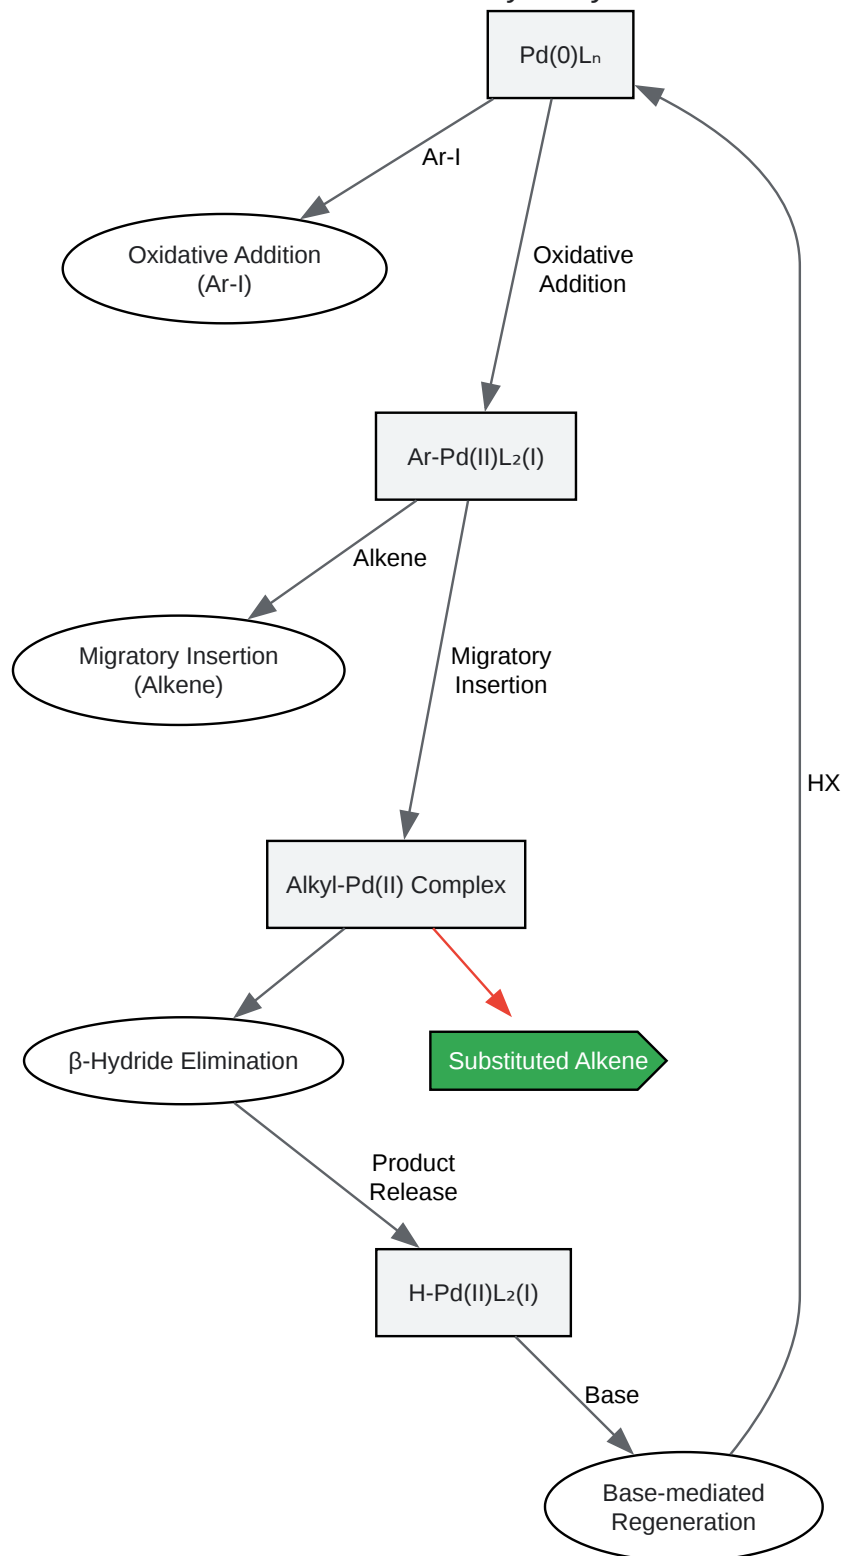 Pd(0)Lₙ
Ar-I
Oxidative Addition
(Ar-I)
Oxidative
Addition
Ar-Pd(II)L₂(I)
Alkene
Migratory Insertion
(Alkene)
Migratory
Insertion
HX
Alkyl-Pd(II) Complex
β-Hydride Elimination
Substituted Alkene
Product
Release
H-Pd(II)L₂(I)
Base
Base-mediated
Regeneration